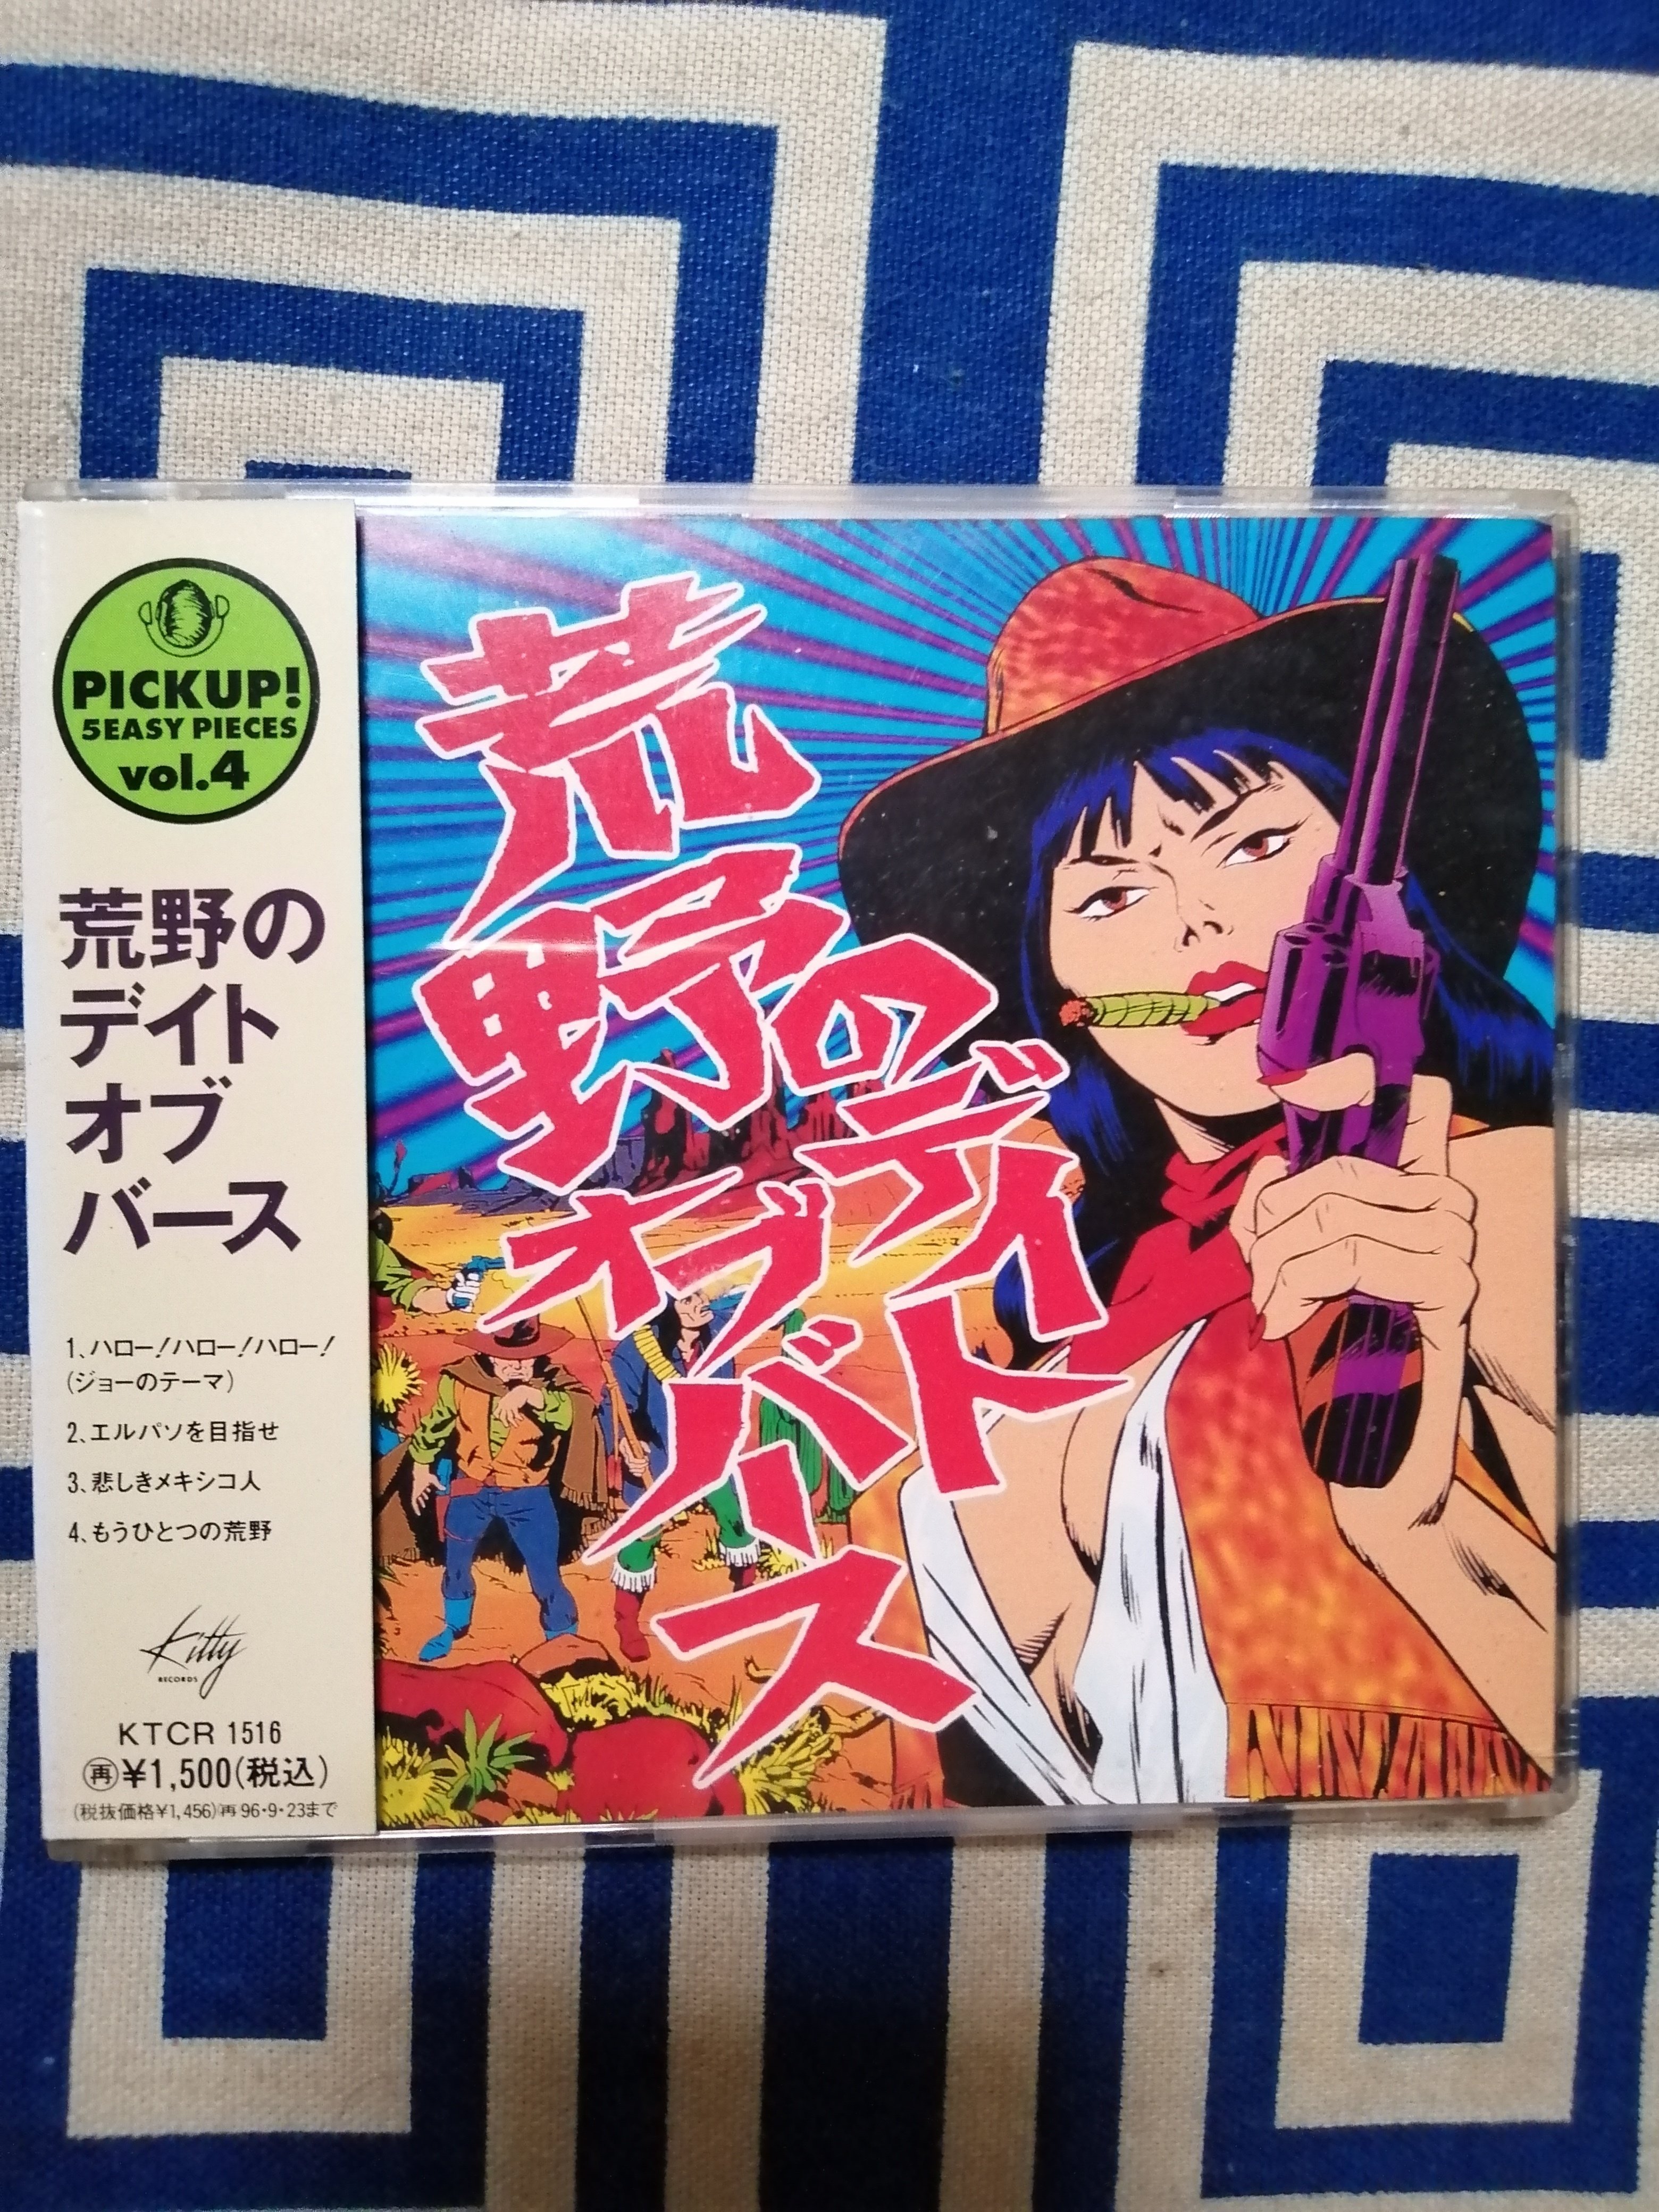 PICKUP!
5EASY PIECES
vol.4
荒野の
デイト
オブ
バース
1、ハロー!ハロー!ハロー!
(ジョーのテーマ)
2、エルパソを目指せ
3、悲しきメキシコ人
4、もうひとつの荒野
Kitty
RECORDS
KTCR 1516
再¥1,500(税込)
(税抜価格¥1,456)再96・9・23まで
荒
野の
デイト
オブ
バース